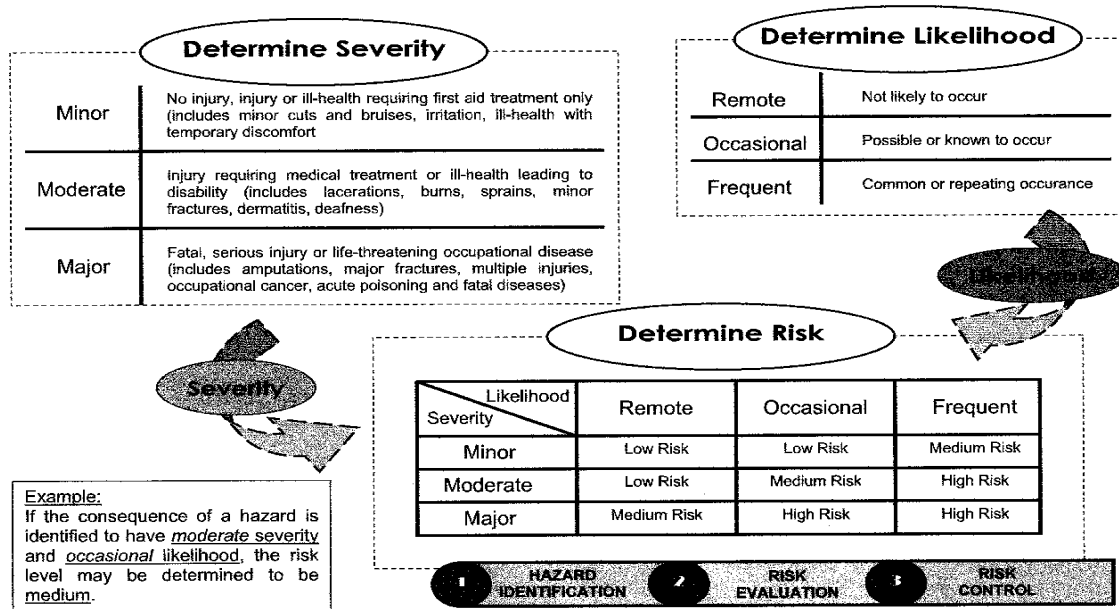 Determine Severity
Minor
No injury, injury or ill-health requiring first aid treatment only
(includes minor cuts and bruises, irritation, ill-health with
temporary discomfort
Moderate
Injury requiring medical treatment or ill-health leading to
disability (includes lacerations, burns, sprains, minor
fractures, dermatitis, deafness)
Major
Fatal, serious injury or life-threatening occupational disease
(includes amputations, major fractures, multiple injuries,
occupational cancer, acute poisoning and fatal diseases)
Determine Likelihood
Remote Not likely to occur
Occasional Possible or known to occur
Frequent Common or repeating occurance
Likelihood
Severity
Determine Risk
Likelihood
Severity
Remote Occasional Frequent
Minor Low Risk Low Risk Medium Risk
Moderate Low Risk Medium Risk High Risk
Major Medium Risk High Risk High Risk
Example:
If the consequence of a hazard is
identified to have moderate severity
and occasional likelihood, the risk
level may be determined to be
medium.
1 HAZARD
IDENTIFICATION
2 RISK
EVALUATION
3 RISK
CONTROL